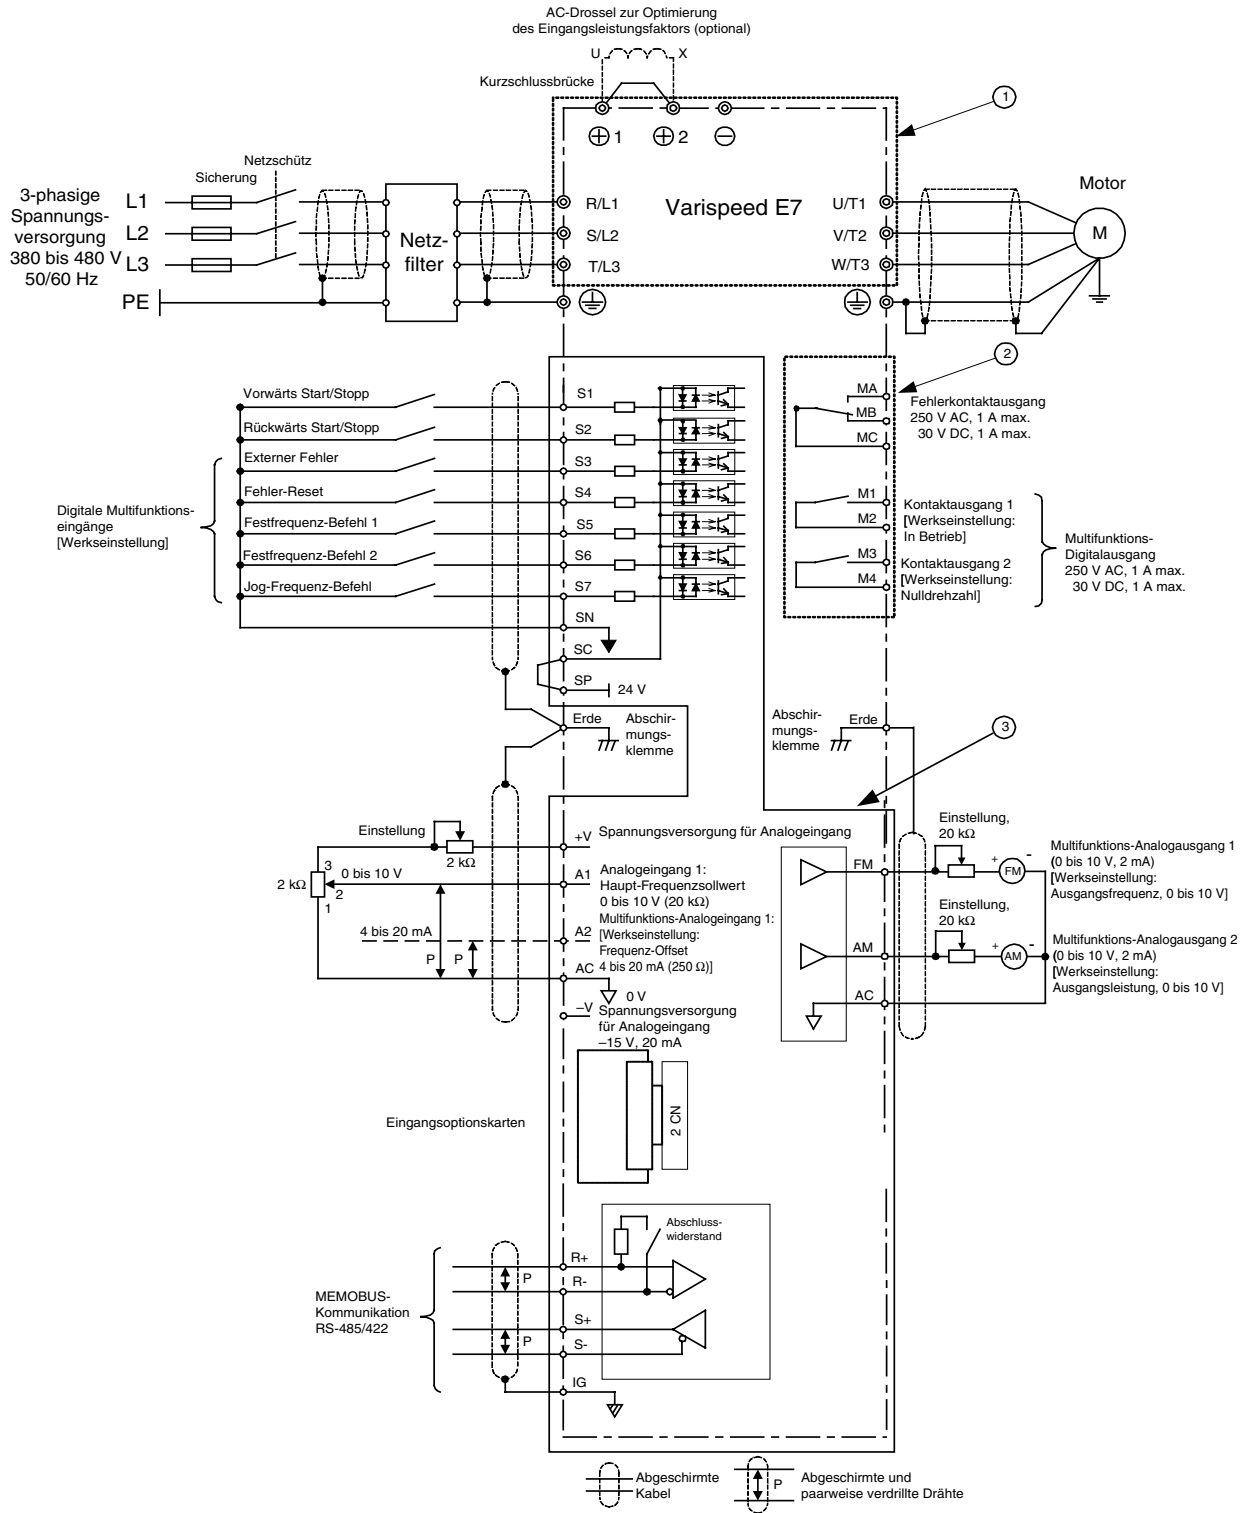 AC-Drossel zur Optimierung
des Eingangsleistungsfaktors (optional)
U
X
Kurzschlussbrücke
1
⊕ 1
⊕ 2
⊖
Netzschütz
Sicherung
3-phasige
Spannungs-
versorgung
380 bis 480 V
50/60 Hz
L1
L2
L3
PE
Netz-
filter
R/L1
S/L2
T/L3
Varispeed E7
U/T1
V/T2
W/T3
Motor
M
2
Vorwärts Start/Stopp
Rückwärts Start/Stopp
Externer Fehler
Fehler-Reset
Festfrequenz-Befehl 1
Festfrequenz-Befehl 2
Jog-Frequenz-Befehl
Digitale Multifunktions-
eingänge
[Werkseinstellung]
S1
S2
S3
S4
S5
S6
S7
SN
SC
SP
24 V
MA
MB
MC
Fehlerkontaktausgang
250 V AC, 1 A max.
30 V DC, 1 A max.
M1
M2
Kontaktausgang 1
[Werkseinstellung:
In Betrieb]
M3
M4
Kontaktausgang 2
[Werkseinstellung:
Nulldrehzahl]
Multifunktions-
Digitalausgang
250 V AC, 1 A max.
30 V DC, 1 A max.
Erde
Abschir-
mungs-
klemme
Abschir-
mungs-
klemme
Erde
3
Einstellung
2 kΩ
2 kΩ
3
2
1
0 bis 10 V
4 bis 20 mA
P
P
+V
Spannungsversorgung für Analogeingang
A1
Analogeingang 1:
Haupt-Frequenzsollwert
0 bis 10 V (20 kΩ)
A2
Multifunktions-Analogeingang 1:
[Werkseinstellung:
Frequenz-Offset
4 bis 20 mA (250 Ω)]
AC
0 V
–V
Spannungsversorgung
für Analogeingang
–15 V, 20 mA
FM
AM
AC
Einstellung,
20 kΩ
+
FM
-
Multifunktions-Analogausgang 1
(0 bis 10 V, 2 mA)
[Werkseinstellung:
Ausgangsfrequenz, 0 bis 10 V]
Einstellung,
20 kΩ
+
AM
-
Multifunktions-Analogausgang 2
(0 bis 10 V, 2 mA)
[Werkseinstellung:
Ausgangsleistung, 0 bis 10 V]
Eingangsoptionskarten
2 CN
Abschluss-
widerstand
MEMOBUS-
Kommunikation
RS-485/422
P
P
R+
R-
S+
S-
IG
Abgeschirmte
Kabel
P
Abgeschirmte und
paarweise verdrillte Drähte